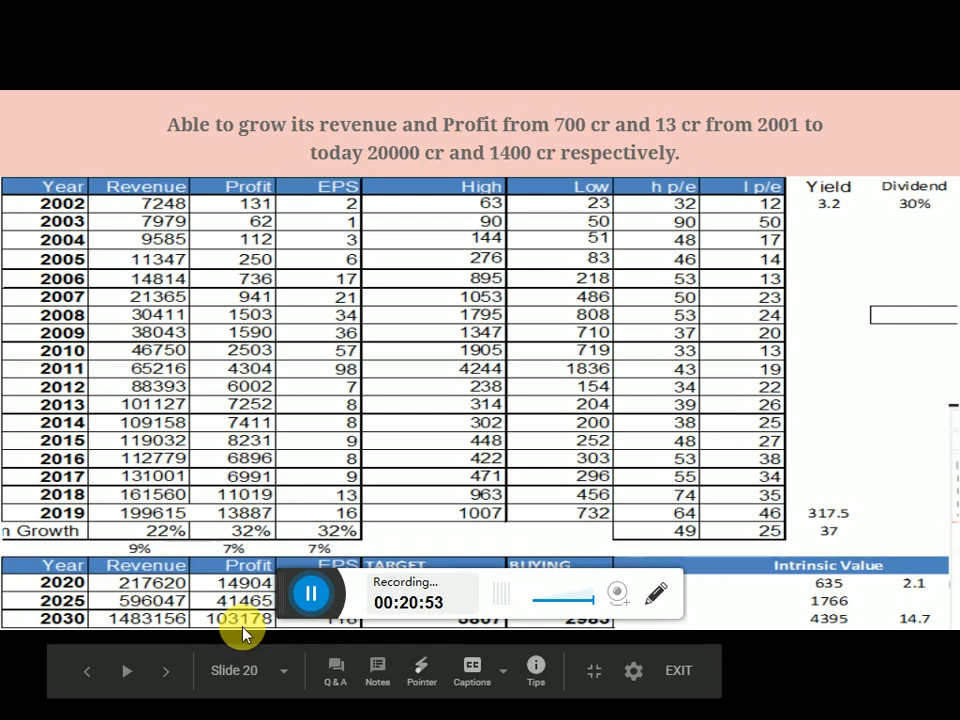 Able to grow its revenue and Profit from 700 cr and 13 cr from 2001 to
today 20000 cr and 1400 cr respectively.
Year Revenue Profit EPS High Low h p/e l p/e Yield Dividend
2002 7248 131 2 63 23 32 12 3.2 30%
2003 7979 62 1 90 50 90 50
2004 9585 112 3 144 51 48 17
2005 11347 250 6 276 83 46 14
2006 14814 736 17 895 218 53 13
2007 21365 941 21 1053 486 50 23
2008 30411 1503 34 1795 808 53 24
2009 38043 1590 36 1347 710 37 20
2010 46750 2503 57 1905 719 33 13
2011 65216 4304 98 4244 1836 43 19
2012 88393 6002 7 238 154 34 22
2013 101127 7252 8 314 204 39 26
2014 109158 7411 8 302 200 38 25
2015 119032 8231 9 448 252 48 27
2016 112779 6896 8 422 303 53 38
2017 131001 6991 9 471 296 55 34
2018 161560 11019 13 963 456 74 35
2019 199615 13887 16 1007 732 64 46 317.5
n Growth 22% 32% 32% 49 25 37
9% 7% 7%
Year Revenue Profit EPS TARGET BUYING Intrinsic Value
2020 217620 14904 635 2.1
2025 596047 41465 1766
2030 1483156 103178 4395 14.7
Recording...
00:20:53
Slide 20
Q & A Notes Pointer Captions Tips EXIT